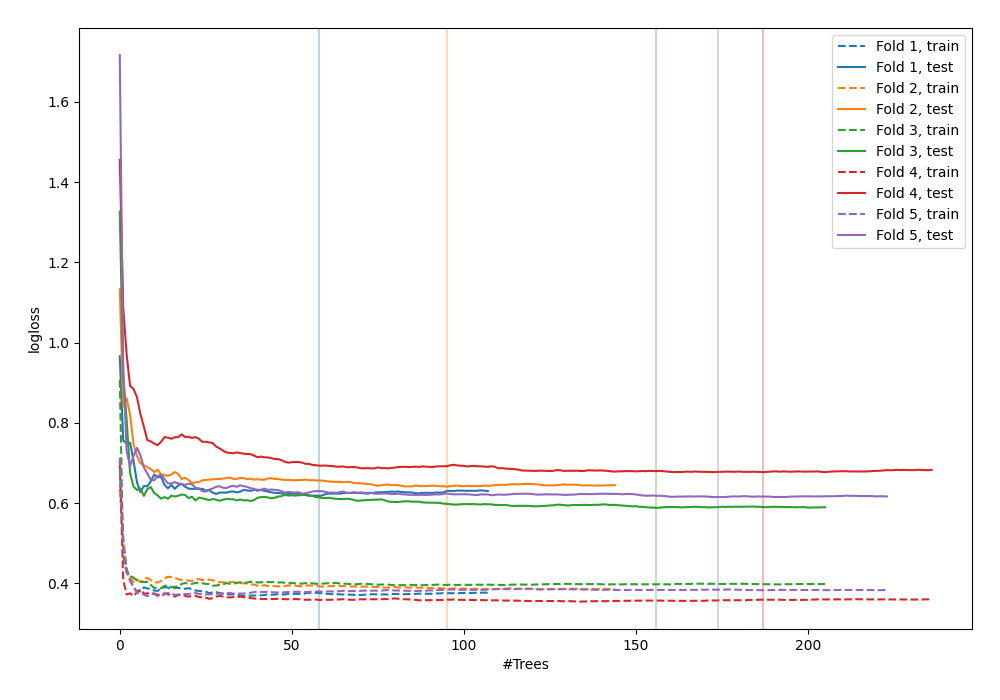 1.6
1.4
1.2
1.0
0.8
0.6
0.4
logloss
0
50
100
150
200
#Trees
Fold 1, train
Fold 1, test
Fold 2, train
Fold 2, test
Fold 3, train
Fold 3, test
Fold 4, train
Fold 4, test
Fold 5, train
Fold 5, test